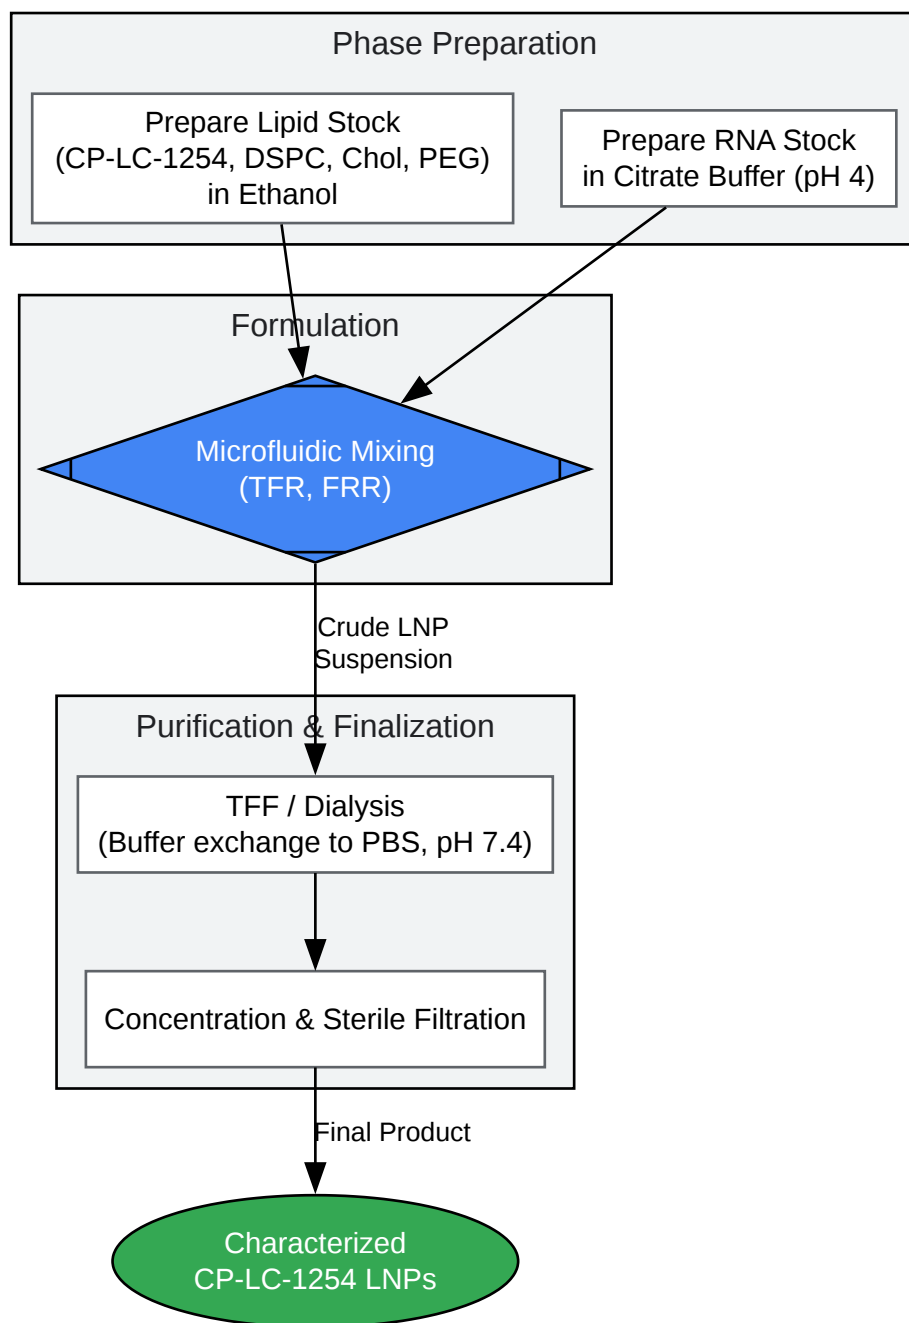 Phase Preparation
Prepare Lipid Stock
(CP-LC-1254, DSPC, Chol, PEG)
in Ethanol
Prepare RNA Stock
in Citrate Buffer (pH 4)
Formulation
Microfluidic Mixing
(TFR, FRR)
Crude LNP
Suspension
Purification & Finalization
TFF / Dialysis
(Buffer exchange to PBS, pH 7.4)
Concentration & Sterile Filtration
Final Product
Characterized
CP-LC-1254 LNPs